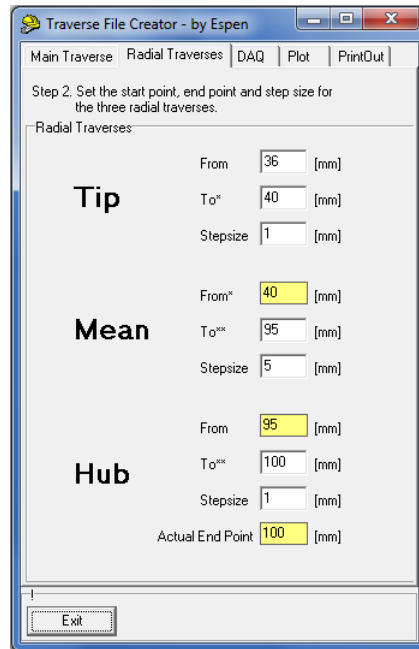 Traverse File Creator - by Espen
Main Traverse Radial Traverses DAQ Plot PrintOut
Step 2. Set the start point, end point and step size for
the three radial traverses.
Radial Traverses
From 36 [mm]
Tip
To* 40 [mm]
Stepsize 1 [mm]
From* 40 [mm]
Mean
To** 95 [mm]
Stepsize 5 [mm]
From 95 [mm]
To** 100 [mm]
Hub
Stepsize 1 [mm]
Actual End Point 100 [mm]
!
Exit